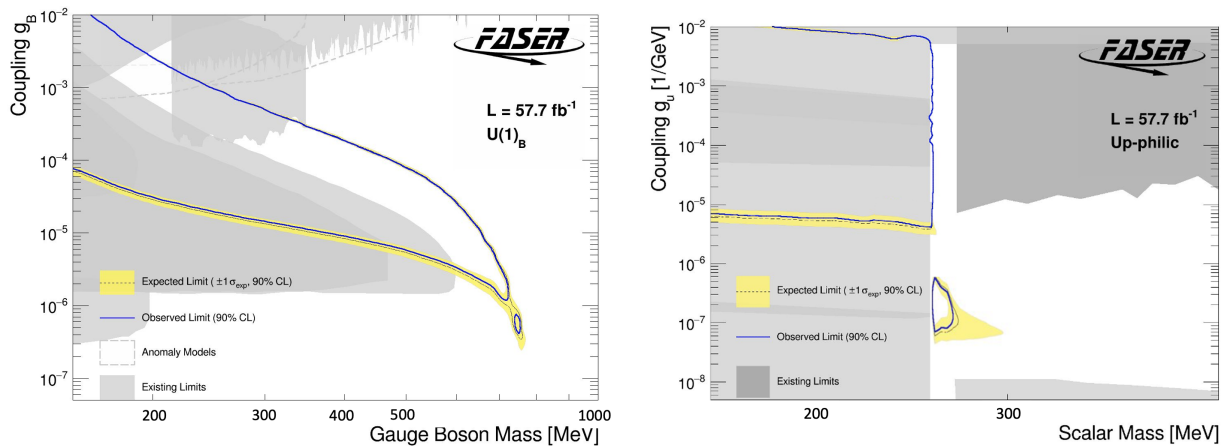 10⁻²
10⁻³
10⁻⁴
10⁻⁵
10⁻⁶
10⁻⁷
Coupling g_B
FASER
L = 57.7 fb⁻¹
U(1)_B
Expected Limit (±1σ_exp, 90% CL)
Observed Limit (90% CL)
Anomaly Models
Existing Limits
200
300
400
500
1000
Gauge Boson Mass [MeV]
10⁻²
10⁻³
10⁻⁴
10⁻⁵
10⁻⁶
10⁻⁷
10⁻⁸
Coupling g_u [1/GeV]
FASER
L = 57.7 fb⁻¹
Up-philic
Expected Limit (±1σ_exp, 90% CL)
Observed Limit (90% CL)
Existing Limits
200
300
Scalar Mass [MeV]